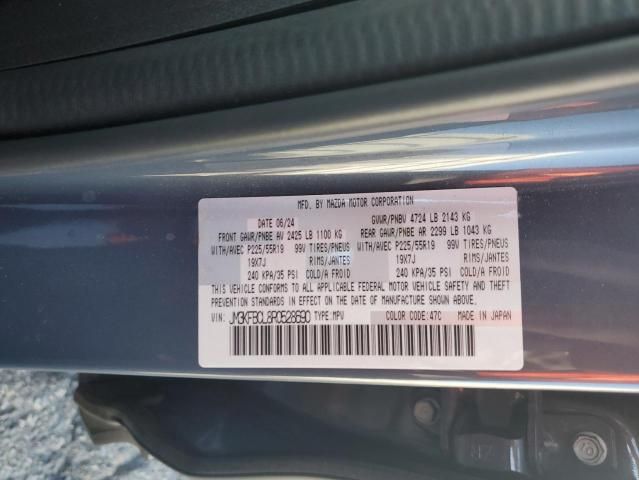 MFD. BY MAZDA MOTOR CORPORATION
DATE 06/24 GVWR/PNBV 4724 LB 2143 KG
FRONT GAWR/PNBE AV 2425 LB 1100 KG REAR GAWR/PNBE AR 2299 LB 1043 KG
WITH/AVEC P225/55R19 99V TIRES/PNEUS WITH/AVEC P225/55R19 99V TIRES/PNEUS
19X7J RIMS/JANTES 19X7J RIMS/JANTES
240 KPA/35 PSI COLD/A FROID 240 KPA/35 PSI COLD/A FROID
THIS VEHICLE CONFORMS TO ALL APPLICABLE FEDERAL MOTOR VEHICLE SAFETY AND THEFT
PREVENTION STANDARDS IN EFFECT ON THE DATE OF MANUFACTURE SHOWN ABOVE.
VIN: JM3KFBCL8R0528690 TYPE:MPV COLOR CODE:47C MADE IN JAPAN